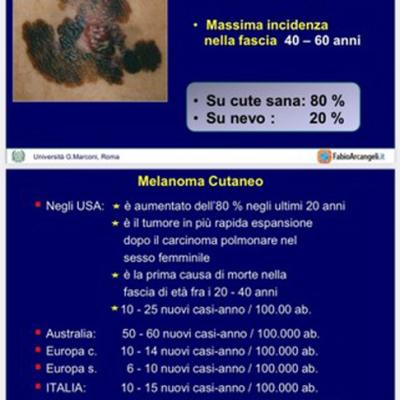 • Massima incidenza
nella fascia 40 – 60 anni
• Su cute sana: 80 %
• Su nevo : 20 %
Università G.Marconi, Roma
FabioArcangeli.it
Melanoma Cutaneo
Negli USA: ★ è aumentato dell'80 % negli ultimi 20 anni
★ è il tumore in più rapida espansione
dopo il carcinoma polmonare nel
sesso femminile
★ è la prima causa di morte nella
fascia di età fra i 20 - 40 anni
★ 10 - 25 nuovi casi-anno / 100.00 ab.
Australia: 50 - 60 nuovi casi-anno / 100.000 ab.
Europa c. 10 - 14 nuovi casi-anno / 100.000 ab.
Europa s. 6 - 10 nuovi casi-anno / 100.000 ab.
ITALIA: 10 - 15 nuovi casi-anno / 100.000 ab.